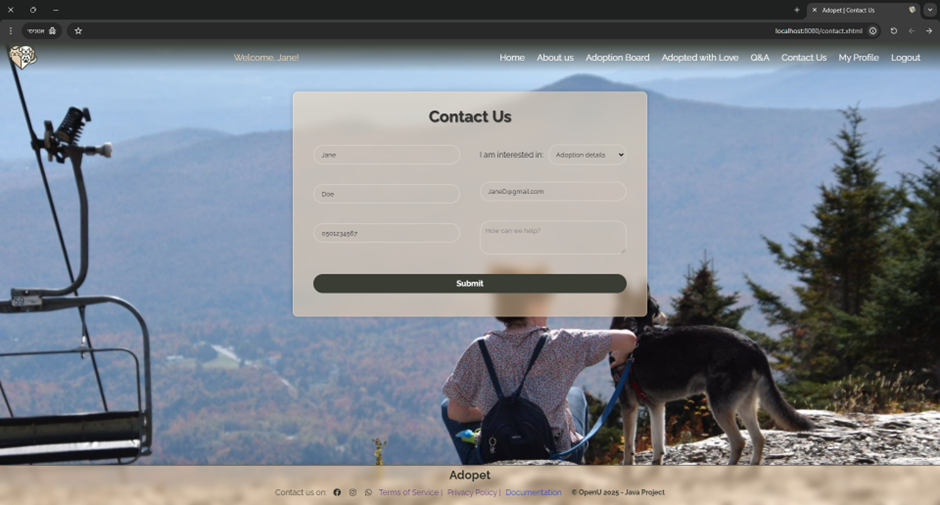 Adopet | Contact Us
אנונימי
localhost:8080/contact.xhtml
Welcome, Jane!
Home About us Adoption Board Adopted with Love Q&A Contact Us My Profile Logout
Contact Us
Jane
I am interested in: Adoption details
Doe
JaneD@gmail.com
0501234567
How can we help?
Submit
Adopet
Contact us on: Terms of Service | Privacy Policy | Documentation © OpenU 2025 - Java Project